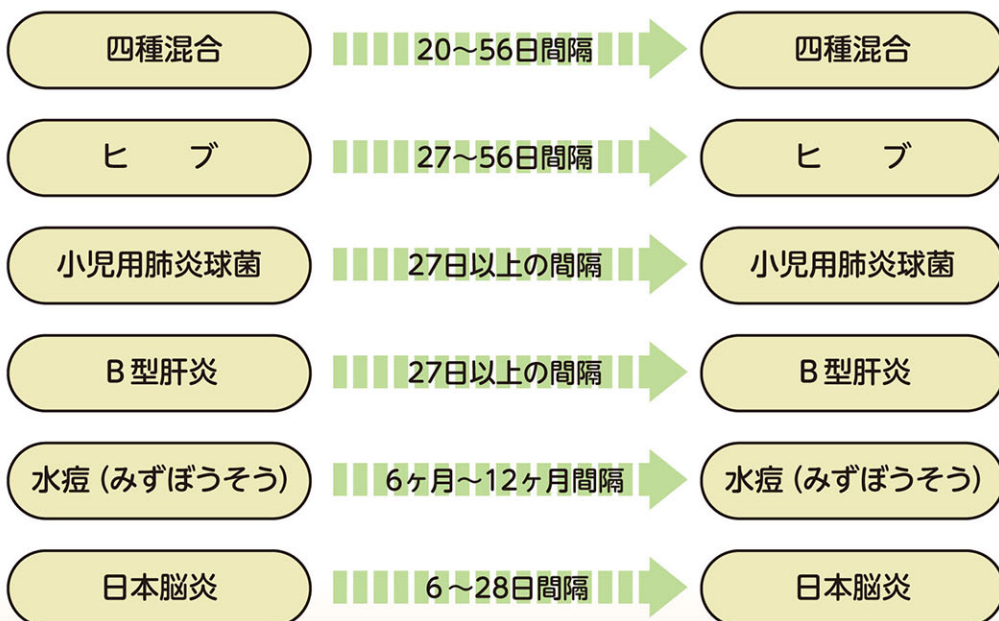 四種混合 20～56日間隔 四種混合
ヒ ブ 27～56日間隔 ヒ ブ
小児用肺炎球菌 27日以上の間隔 小児用肺炎球菌
B型肝炎 27日以上の間隔 B型肝炎
水痘（みずぼうそう） 6ヶ月～12ヶ月間隔 水痘（みずぼうそう）
日本脳炎 6～28日間隔 日本脳炎